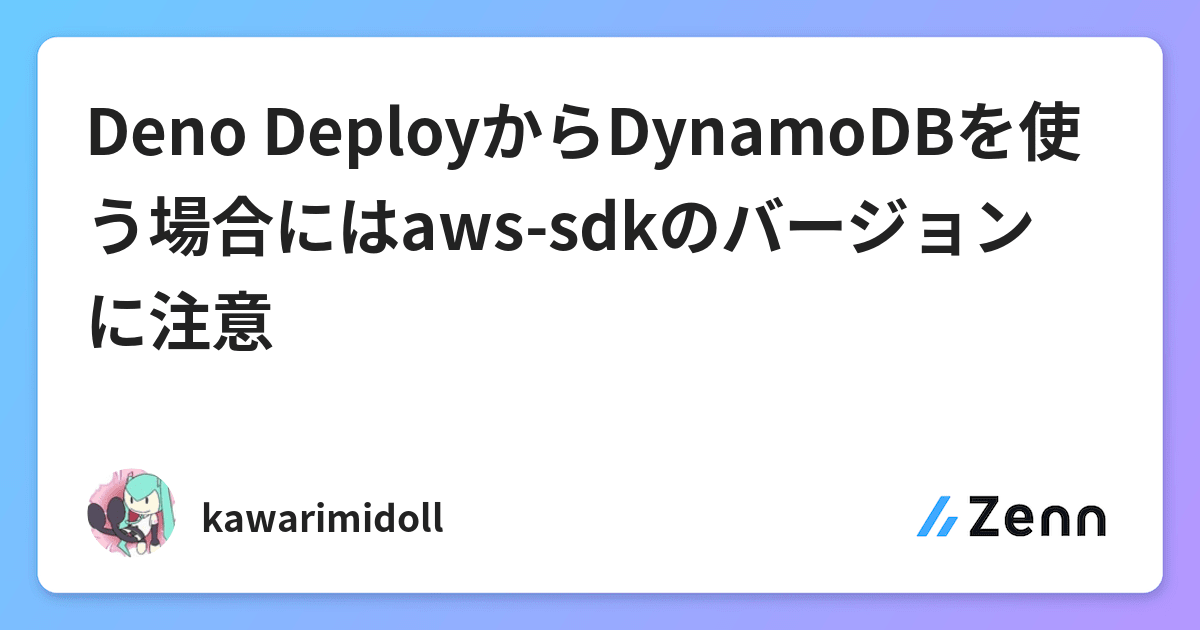 Deno DeployからDynamoDBを使
う場合にはaws-sdkのバージョン
に注意
kawarimidoll
Zenn